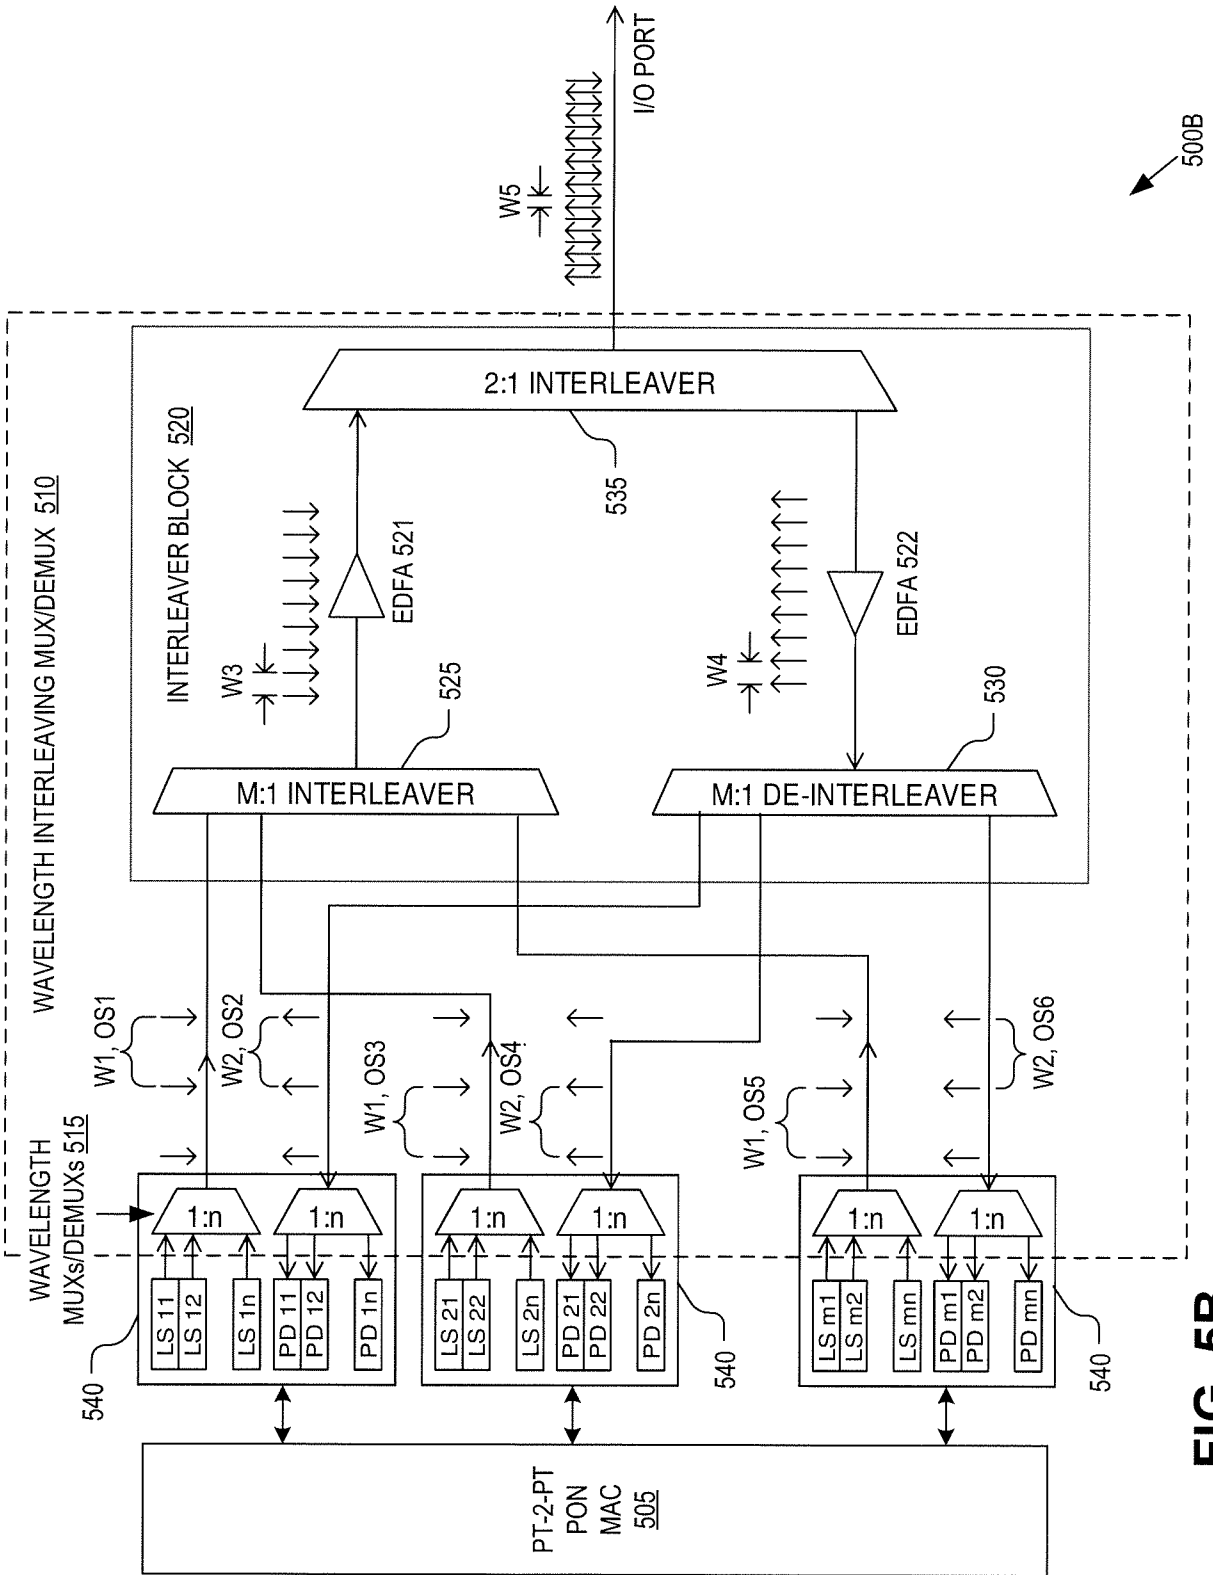 WAVELENGTH INTERLEAVING MUX/DEMUX 510
INTERLEAVER BLOCK 520
2:1 INTERLEAVER
535
I/O PORT
W5
500B
W3
EDFA 521
W4
EDFA 522
M:1 INTERLEAVER
525
M:1 DE-INTERLEAVER
530
W1, OS1
W2, OS2
W1, OS3
W2, OS4
W1, OS5
W2, OS6
WAVELENGTH
MUXs/DEMUXs 515
1:n
1:n
1:n
1:n
1:n
1:n
LS 11
LS 12
LS 1n
PD 11
PD 12
PD 1n
LS 21
LS 22
LS 2n
PD 21
PD 22
PD 2n
LS m1
LS m2
LS mn
PD m1
PD m2
PD mn
540
540
540
PT-2-PT
PON
MAC
505
FIG. 5B